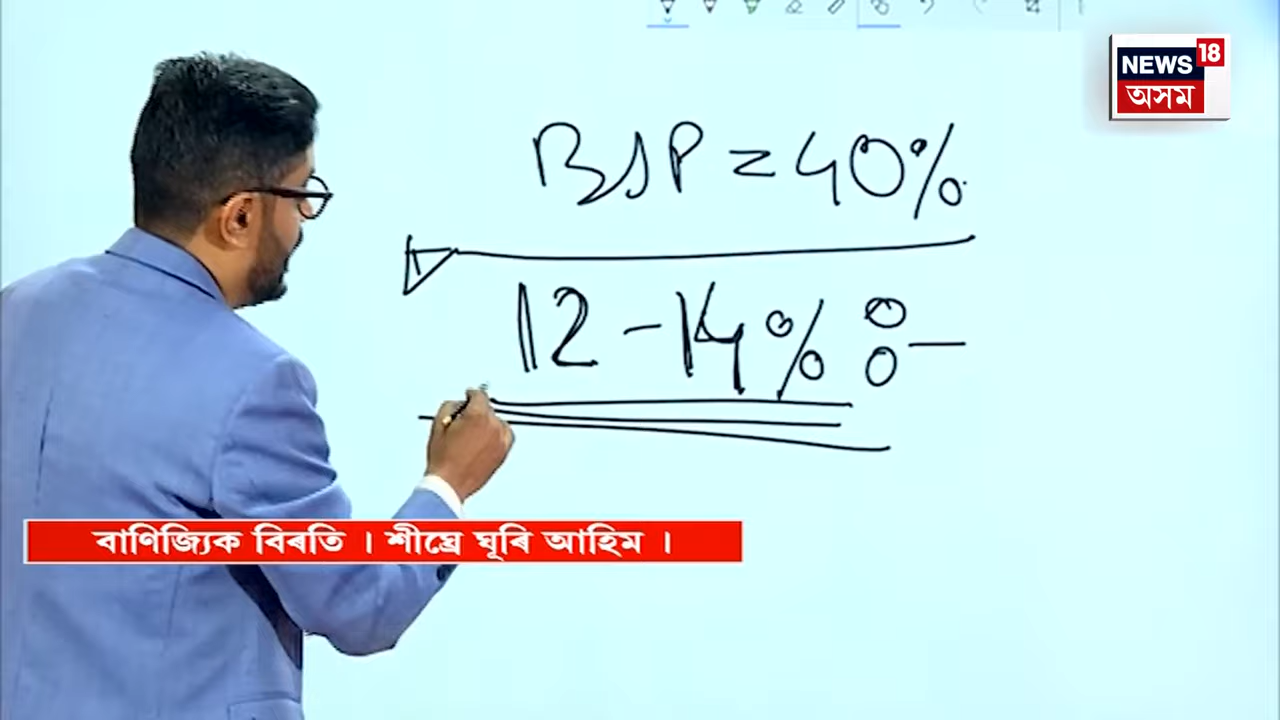 NEWS 18
অসম
BJP = 40%
12-14% :-
বাণিজ্যিক বিৰতি । শীঘ্ৰে ঘূৰি আহিম ।